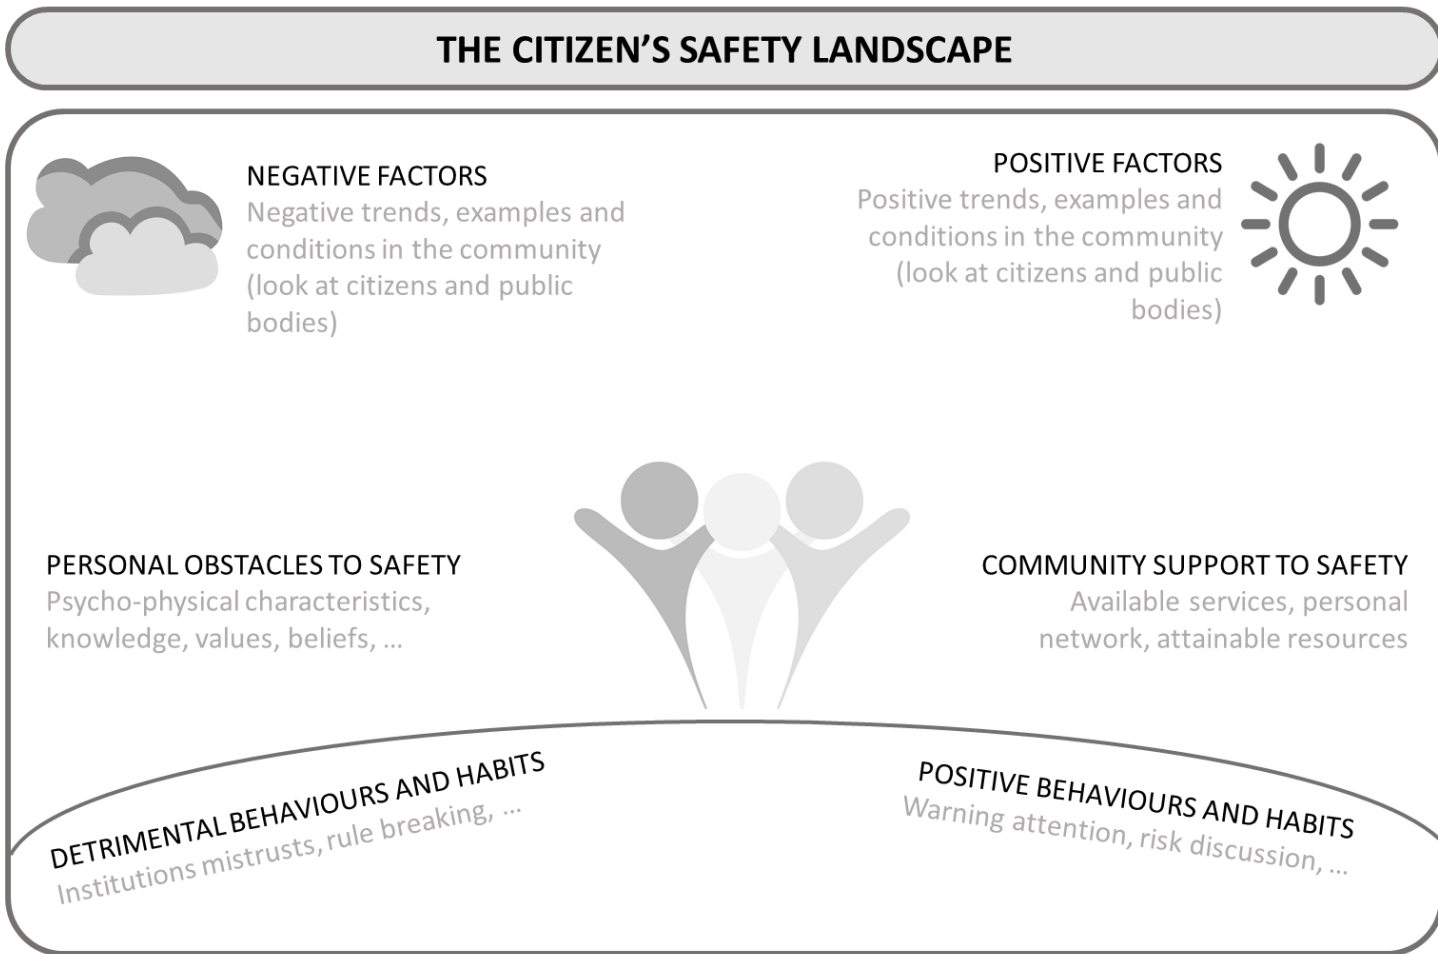 THE CITIZEN’S SAFETY LANDSCAPE
NEGATIVE FACTORS
Negative trends, examples and
conditions in the community
(look at citizens and public
bodies)
POSITIVE FACTORS
Positive trends, examples and
conditions in the community
(look at citizens and public
bodies)
PERSONAL OBSTACLES TO SAFETY
Psycho-physical characteristics,
knowledge, values, beliefs, …
COMMUNITY SUPPORT TO SAFETY
Available services, personal
network, attainable resources
DETRIMENTAL BEHAVIOURS AND HABITS
Institutions mistrusts, rule breaking, …
POSITIVE BEHAVIOURS AND HABITS
Warning attention, risk discussion, …